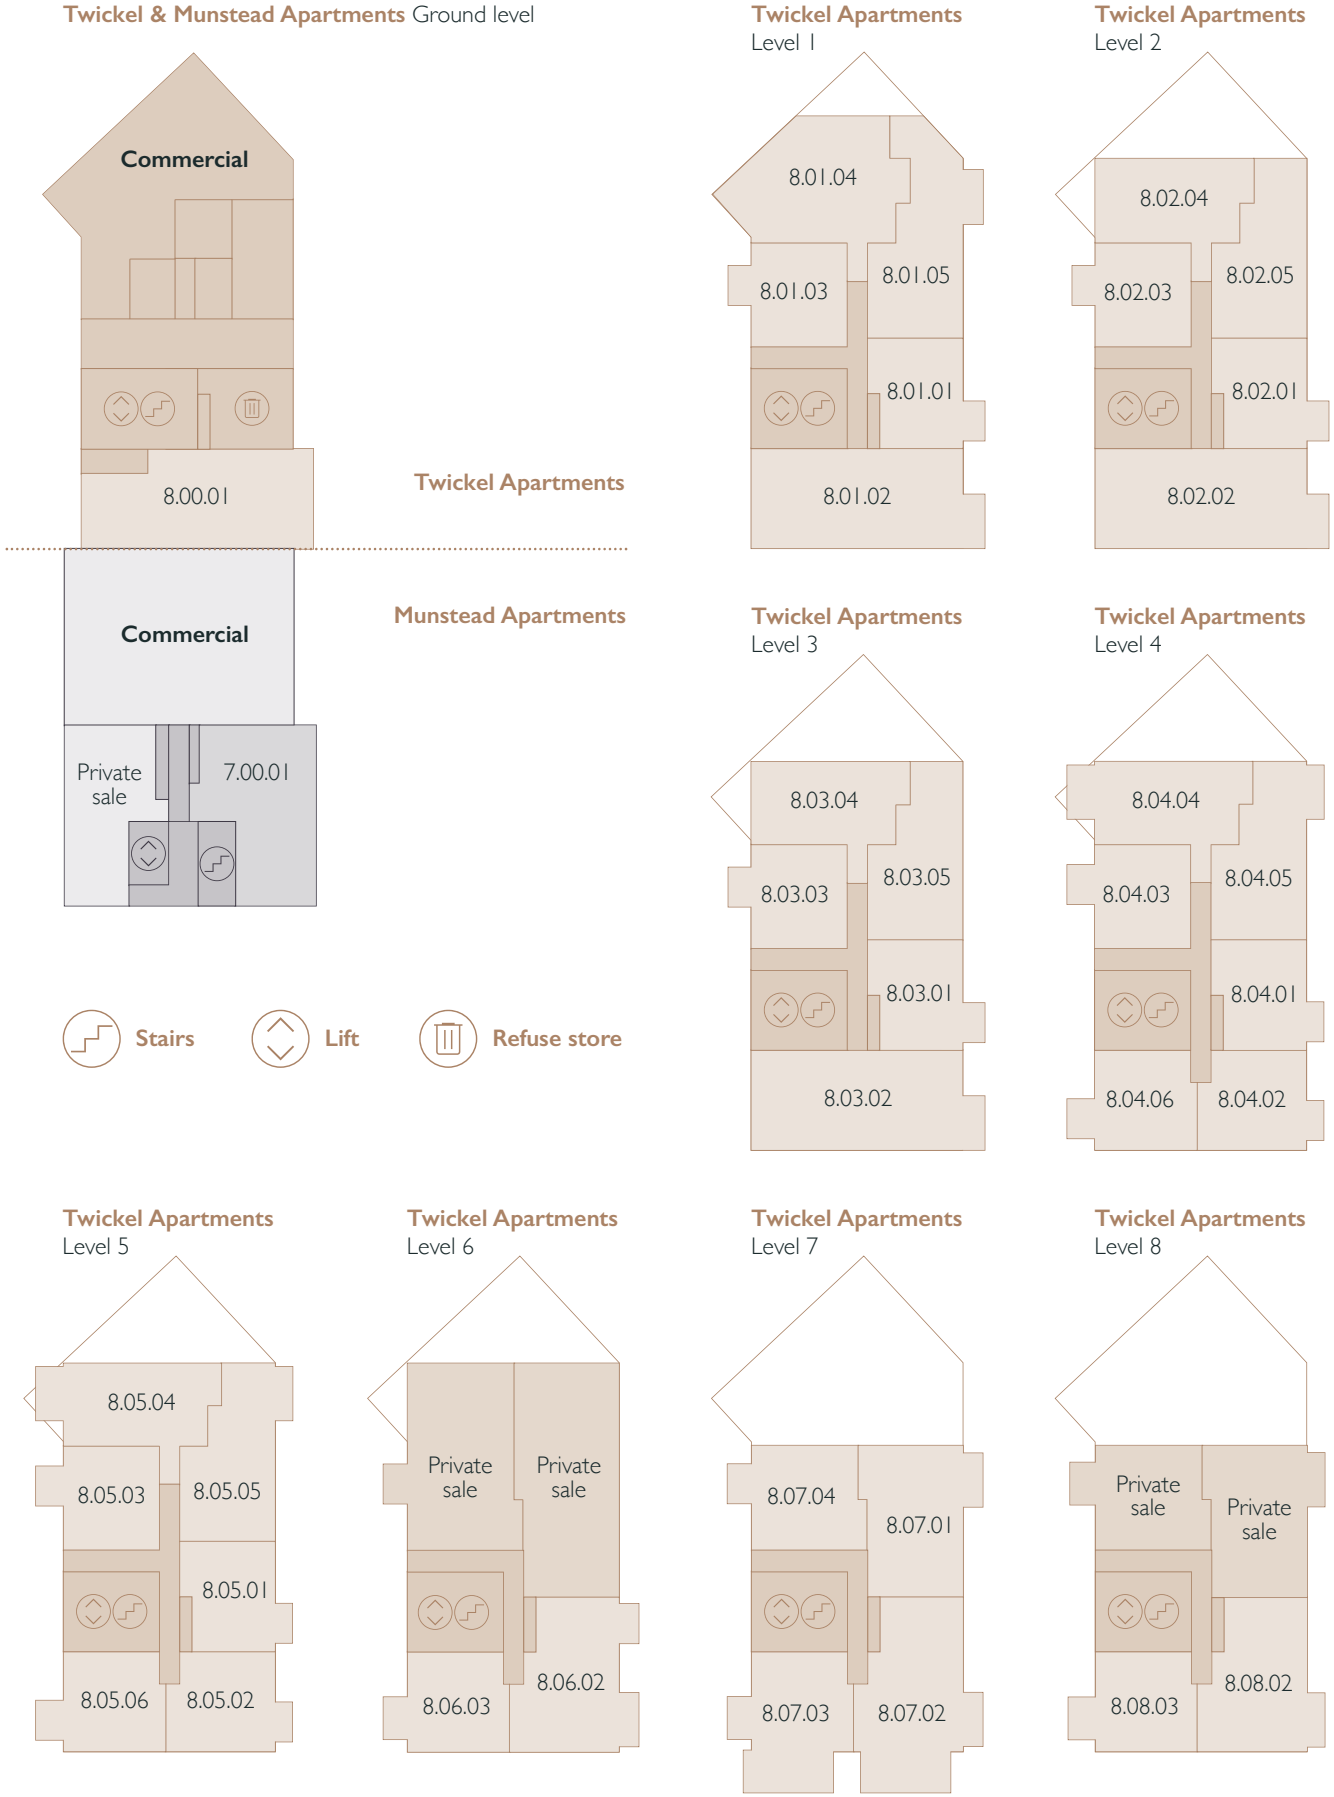 Twickel & Munstead Apartments Ground level
Commercial
8.00.01
Twickel Apartments
Munstead Apartments
Commercial
Private
sale
7.00.01
Stairs
Lift
Refuse store
Twickel Apartments
Level 1
8.01.04
8.01.03
8.01.05
8.01.01
8.01.02
Twickel Apartments
Level 2
8.02.04
8.02.03
8.02.05
8.02.01
8.02.02
Twickel Apartments
Level 3
8.03.04
8.03.03
8.03.05
8.03.01
8.03.02
Twickel Apartments
Level 4
8.04.04
8.04.03
8.04.05
8.04.01
8.04.06
8.04.02
Twickel Apartments
Level 5
8.05.04
8.05.03
8.05.05
8.05.01
8.05.06
8.05.02
Twickel Apartments
Level 6
Private
sale
Private
sale
8.06.03
8.06.02
Twickel Apartments
Level 7
8.07.04
8.07.01
8.07.03
8.07.02
Twickel Apartments
Level 8
Private
sale
Private
sale
8.08.03
8.08.02